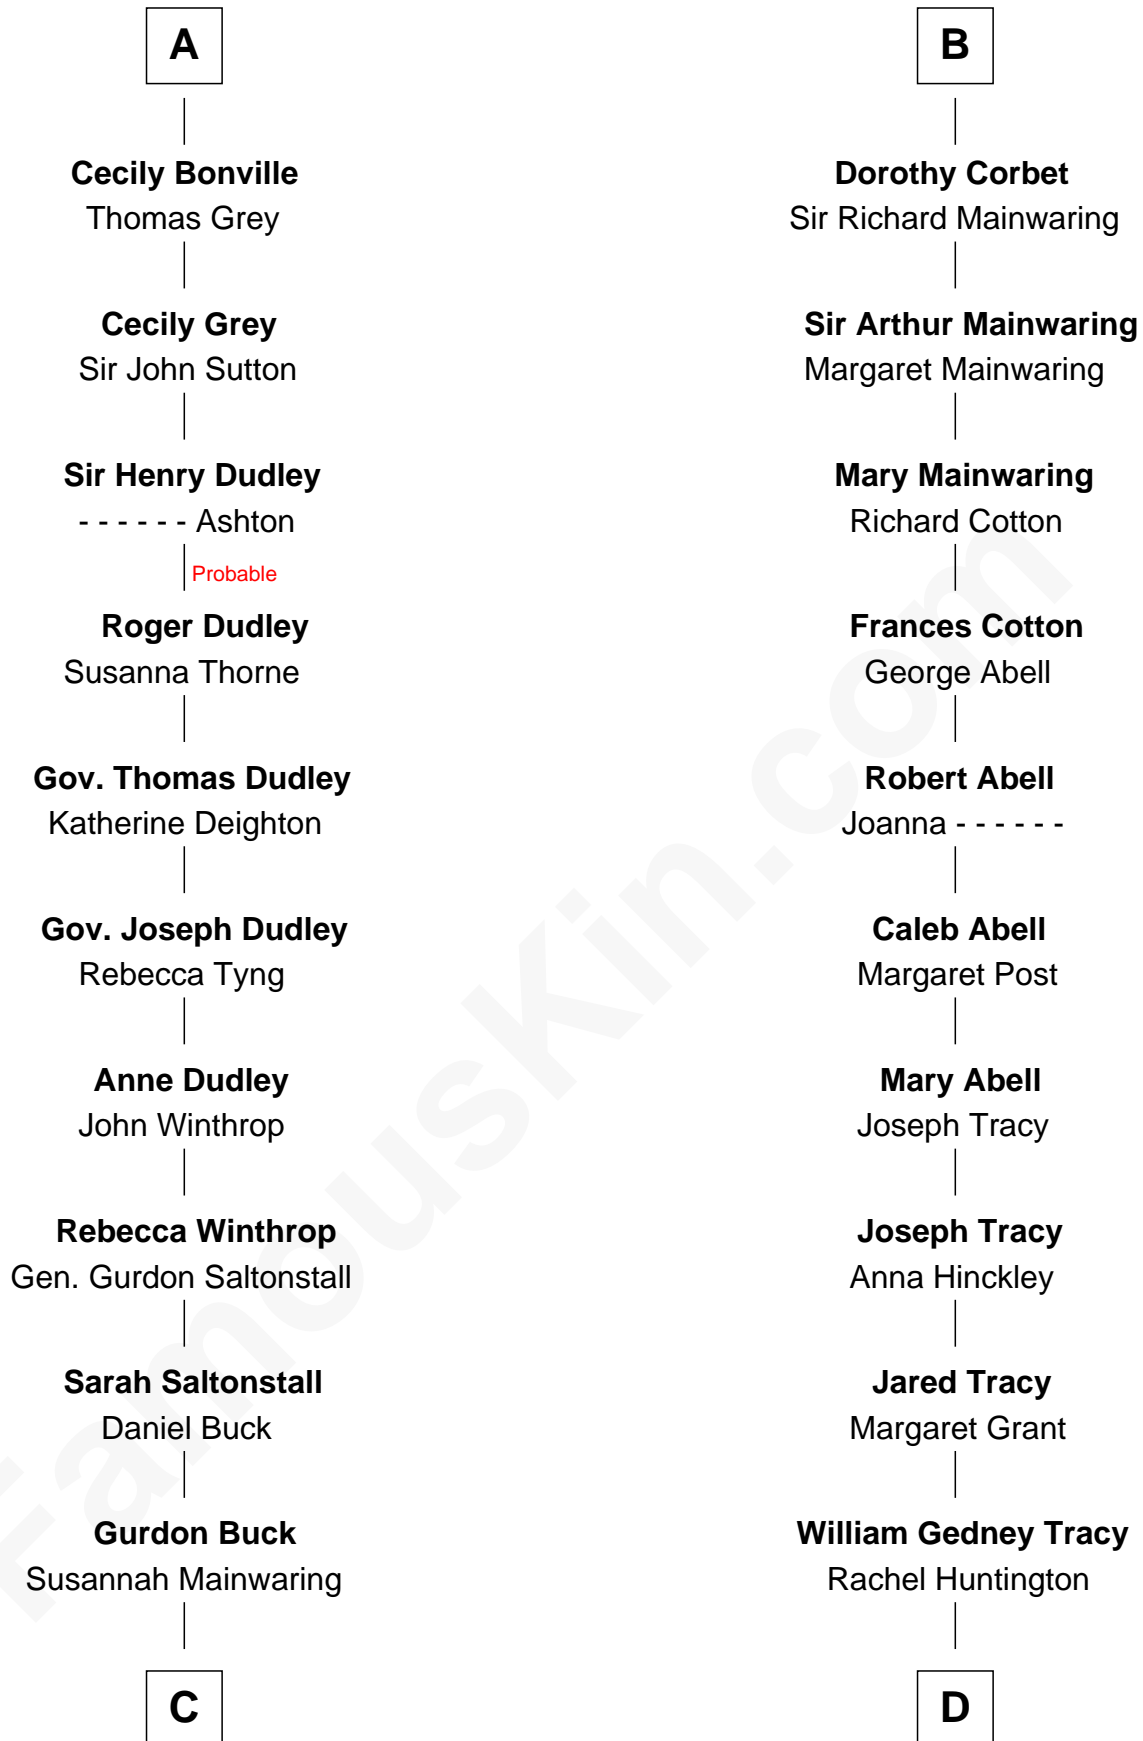 A
Cecily Bonville
Thomas Grey
Cecily Grey
Sir John Sutton
Sir Henry Dudley
- - - - - - Ashton
Probable
Roger Dudley
Susanna Thorne
Gov. Thomas Dudley
Katherine Deighton
Gov. Joseph Dudley
Rebecca Tyng
Anne Dudley
John Winthrop
Rebecca Winthrop
Gen. Gurdon Saltonstall
Sarah Saltonstall
Daniel Buck
Gurdon Buck
Susannah Mainwaring
C
B
Dorothy Corbet
Sir Richard Mainwaring
Sir Arthur Mainwaring
Margaret Mainwaring
Mary Mainwaring
Richard Cotton
Frances Cotton
George Abell
Robert Abell
Joanna - - - - - -
Caleb Abell
Margaret Post
Mary Abell
Joseph Tracy
Joseph Tracy
Anna Hinckley
Jared Tracy
Margaret Grant
William Gedney Tracy
Rachel Huntington
D
FamousKin.com